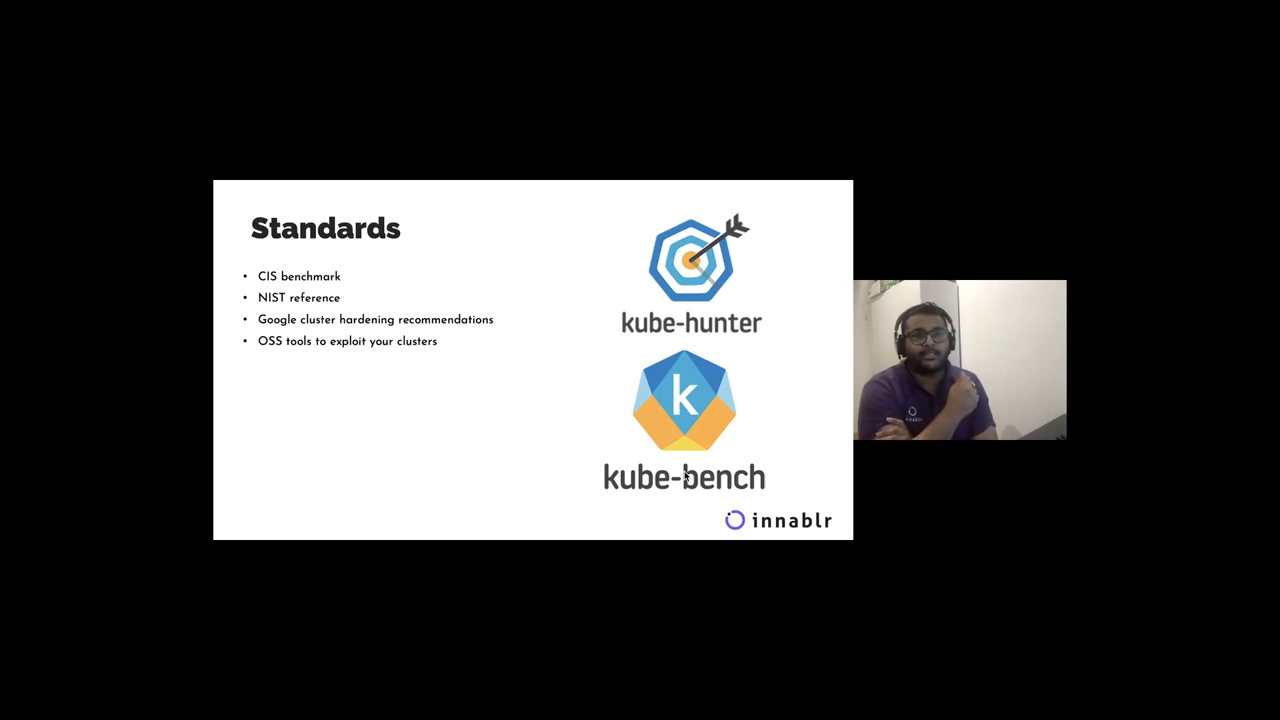 Standards
• CIS benchmark
• NIST reference
• Google cluster hardening recommendations
• OSS tools to exploit your clusters
kube-hunter
k
kube-bench
innablr